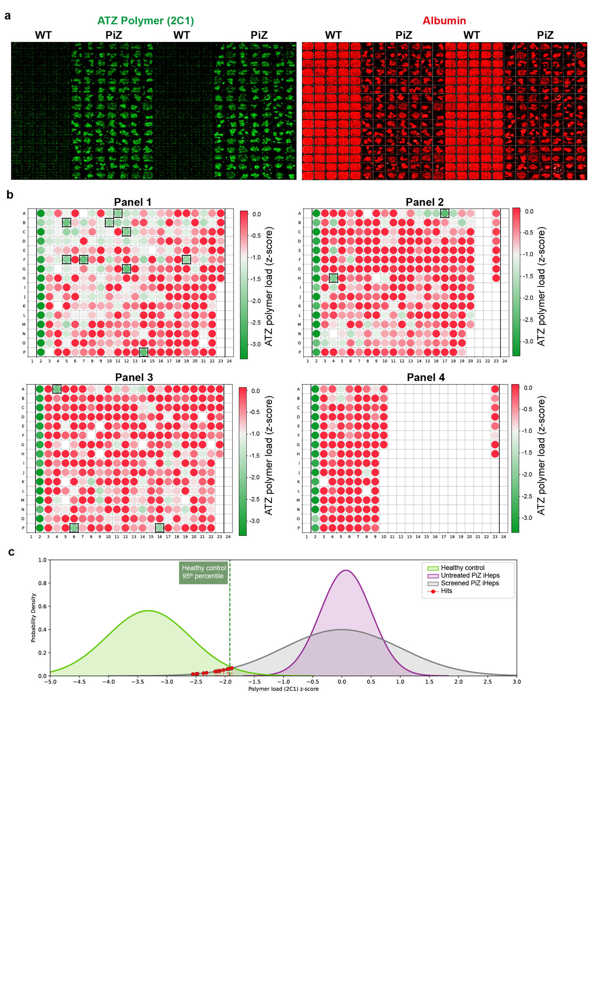 a
ATZ Polymer (2C1)
Albumin
WT PiZ WT PiZ
WT PiZ WT PiZ
b
Panel 1
A
B
C
D
E
F
G
H
I
J
K
L
M
N
O
P
1 2 3 4 5 6 7 8 9 10 11 12 13 14 15 16 17 18 19 20 21 22 23 24
0.0
-0.5
-1.0
-1.5
-2.0
-2.5
-3.0
ATZ polymer load (z-score)
Panel 2
A
B
C
D
E
F
G
H
I
J
K
L
M
N
O
P
1 2 3 4 5 6 7 8 9 10 11 12 13 14 15 16 17 18 19 20 21 22 23 24
0.0
-0.5
-1.0
-1.5
-2.0
-2.5
-3.0
ATZ polymer load (z-score)
Panel 3
A
B
C
D
E
F
G
H
I
J
K
L
M
N
O
P
1 2 3 4 5 6 7 8 9 10 11 12 13 14 15 16 17 18 19 20 21 22 23 24
0.0
-0.5
-1.0
-1.5
-2.0
-2.5
-3.0
ATZ polymer load (z-score)
Panel 4
A
B
C
D
E
F
G
H
I
J
K
L
M
N
O
P
1 2 3 4 5 6 7 8 9 10 11 12 13 14 15 16 17 18 19 20 21 22 23 24
0.0
-0.5
-1.0
-1.5
-2.0
-2.5
-3.0
ATZ polymer load (z-score)
c
Probability Density
1.0
0.8
0.6
0.4
0.2
0.0
Healthy control
95th percentile
Healthy control
Untreated PiZ iHeps
Screened PiZ iHeps
Hits
−5.0 −4.5 −4.0 −3.5 −3.0 −2.5 −2.0 −1.5 −1.0 −0.5 0.0 0.5 1.0 1.5 2.0 2.5 3.0
Polymer load (2C1) z-score